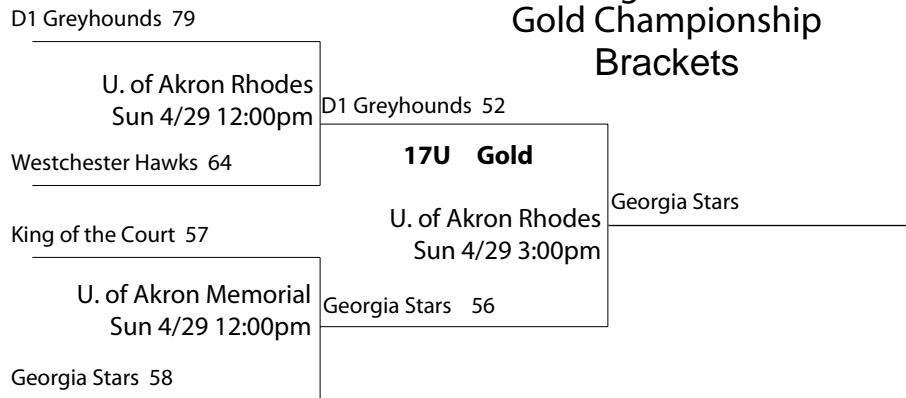 Gold Championship
Brackets
D1 Greyhounds 79
U. of Akron Rhodes
Sun 4/29 12:00pm
Westchester Hawks 64
D1 Greyhounds 52
17U Gold
U. of Akron Rhodes
Sun 4/29 3:00pm
Georgia Stars
King of the Court 57
U. of Akron Memorial
Sun 4/29 12:00pm
Georgia Stars 56
Georgia Stars 58